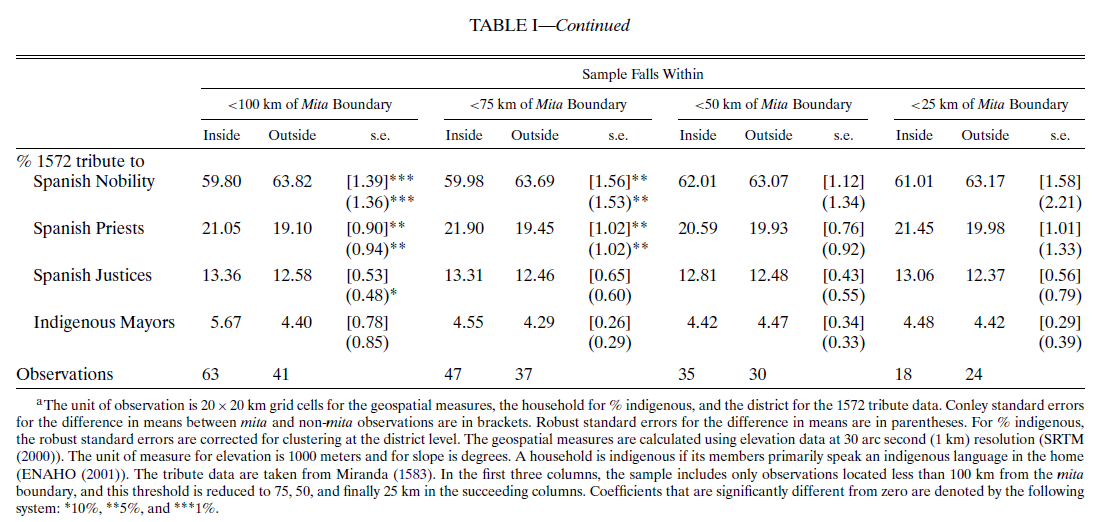 TABLE I—Continued
Sample Falls Within
<100 km of Mita Boundary <75 km of Mita Boundary <50 km of Mita Boundary <25 km of Mita Boundary
Inside Outside s.e. Inside Outside s.e. Inside Outside s.e. Inside Outside s.e.
% 1572 tribute to
Spanish Nobility 59.80 63.82 [1.39]*** 59.98 63.69 [1.56]** 62.01 63.07 [1.12] 61.01 63.17 [1.58]
(1.36)*** (1.53)** (1.34) (2.21)
Spanish Priests 21.05 19.10 [0.90]** 21.90 19.45 [1.02]** 20.59 19.93 [0.76] 21.45 19.98 [1.01]
(0.94)** (1.02)** (0.92) (1.33)
Spanish Justices 13.36 12.58 [0.53] 13.31 12.46 [0.65] 12.81 12.48 [0.43] 13.06 12.37 [0.56]
(0.48)* (0.60) (0.55) (0.79)
Indigenous Mayors 5.67 4.40 [0.78] 4.55 4.29 [0.26] 4.42 4.47 [0.34] 4.48 4.42 [0.29]
(0.85) (0.29) (0.33) (0.39)
Observations 63 41 47 37 35 30 18 24
a The unit of observation is 20 × 20 km grid cells for the geospatial measures, the household for % indigenous, and the district for the 1572 tribute data. Conley standard errors
for the difference in means between mita and non-mita observations are in brackets. Robust standard errors for the difference in means are in parentheses. For % indigenous,
the robust standard errors are corrected for clustering at the district level. The geospatial measures are calculated using elevation data at 30 arc second (1 km) resolution (SRTM
(2000)). The unit of measure for elevation is 1000 meters and for slope is degrees. A household is indigenous if its members primarily speak an indigenous language in the home
(ENAHO (2001)). The tribute data are taken from Miranda (1583). In the first three columns, the sample includes only observations located less than 100 km from the mita
boundary, and this threshold is reduced to 75, 50, and finally 25 km in the succeeding columns. Coefficients that are significantly different from zero are denoted by the following
system: *10%, **5%, and ***1%.